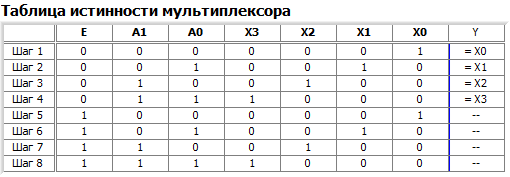 Таблица истинности мультиплексора
E A1 A0 X3 X2 X1 X0 Y
Шаг 1 0 0 0 0 0 0 1 = X0
Шаг 2 0 0 1 0 0 1 0 = X1
Шаг 3 0 1 0 0 1 0 0 = X2
Шаг 4 0 1 1 1 0 0 0 = X3
Шаг 5 1 0 0 0 0 0 1 --
Шаг 6 1 0 1 0 0 1 0 --
Шаг 7 1 1 0 0 1 0 0 --
Шаг 8 1 1 1 1 0 0 0 --